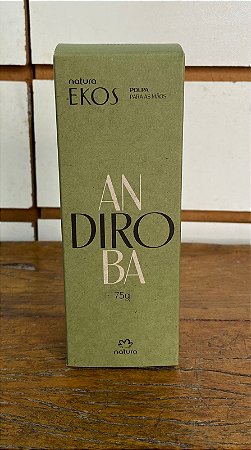 natura
EKOS
POLPA
PARA AS MÃOS
AN
DIRO
BA
75g
natura